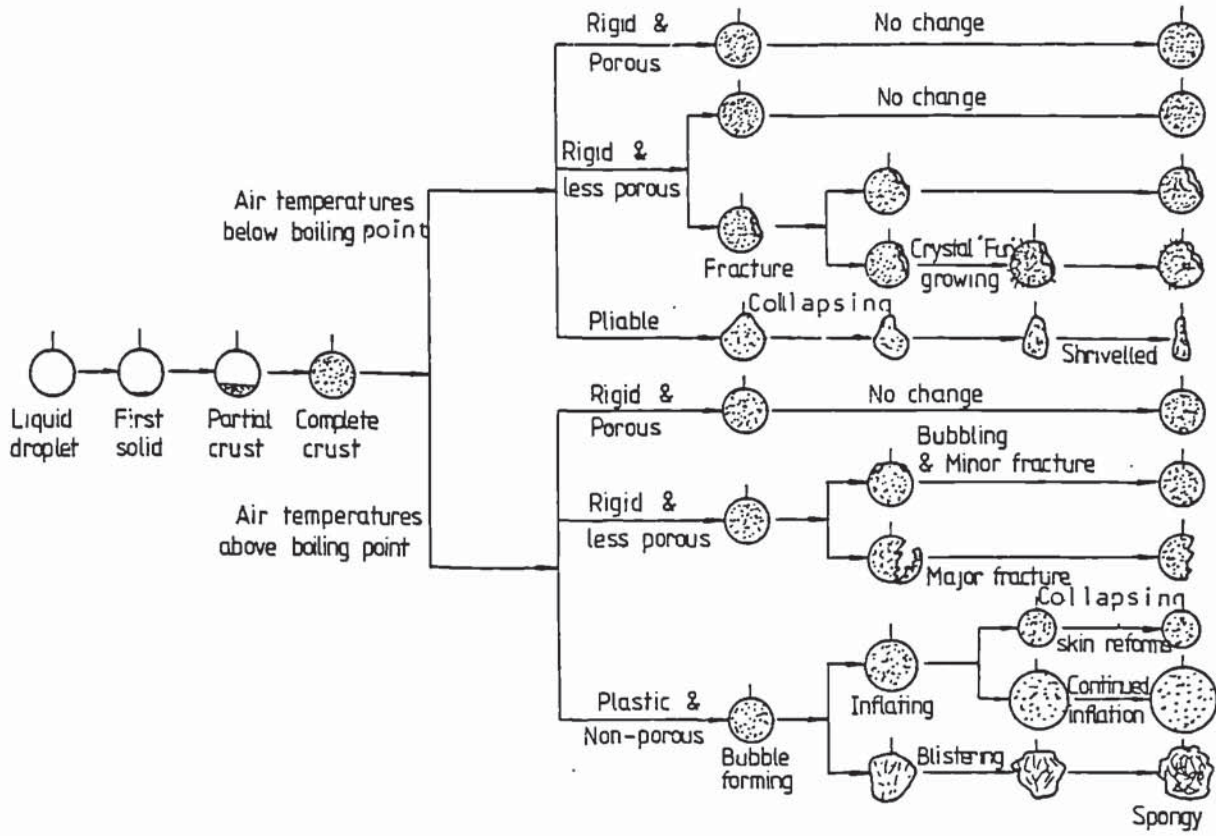 Rigid &
Porous
No change
No change
Rigid &
less porous
Air temperatures
below boiling point
Fracture
Crystal "Fur"
growing
Collapsing
Pliable
Shrivelled
Liquid
droplet
First
solid
Partial
crust
Complete
crust
Rigid &
Porous
No change
Bubbling
& Minor fracture
Air temperatures
above boiling point
Rigid &
less porous
Major fracture
Collapsing
skin reforms
Inflating
Continued
inflation
Plastic &
Non-porous
Bubble
forming
Blistering
Spongy